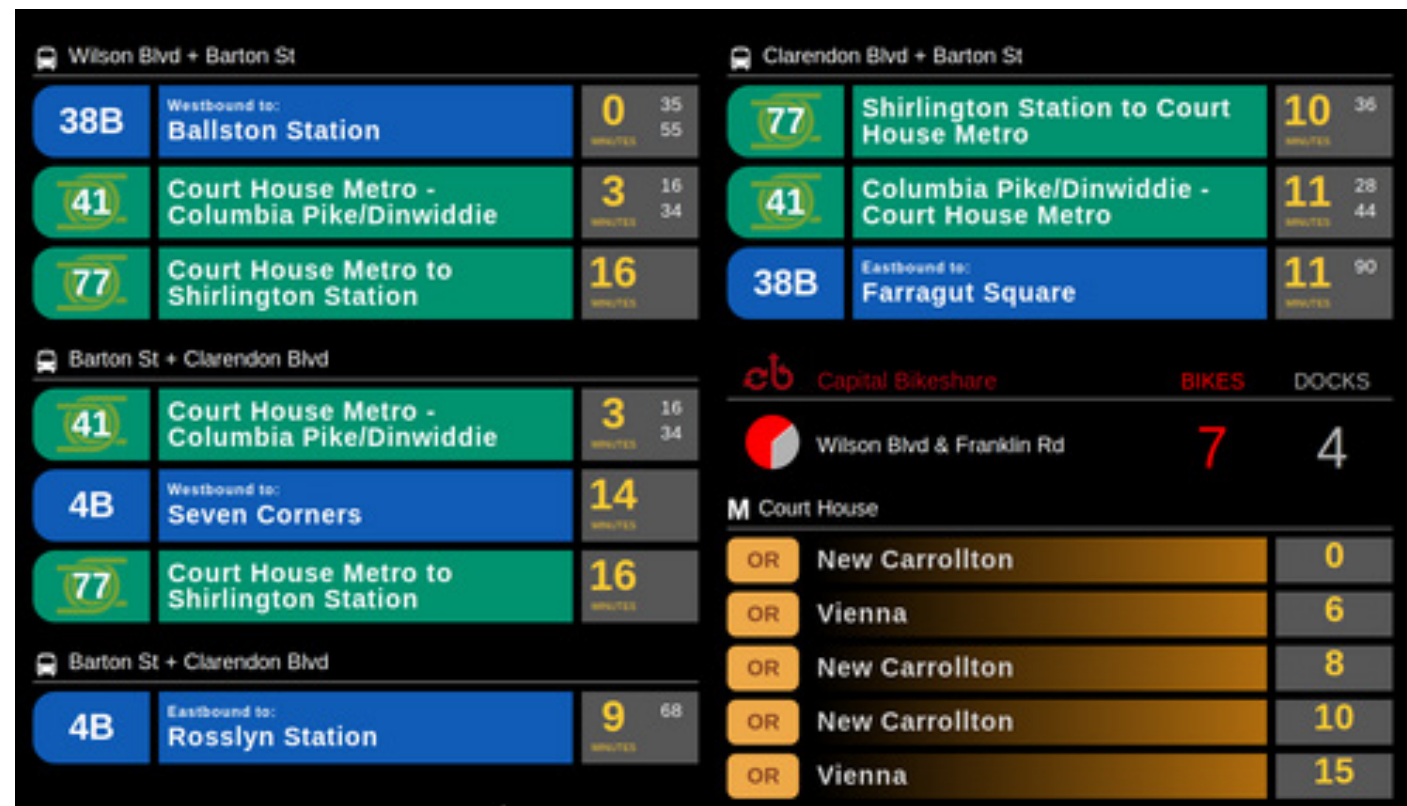 Wilson Blvd + Barton St
38B
Westbound to:
Ballston Station
0
MINUTES
35
55
41
Court House Metro -
Columbia Pike/Dinwiddie
3
MINUTES
16
34
77
Court House Metro to
Shirlington Station
16
MINUTES
Barton St + Clarendon Blvd
41
Court House Metro -
Columbia Pike/Dinwiddie
3
MINUTES
16
34
4B
Westbound to:
Seven Corners
14
MINUTES
77
Court House Metro to
Shirlington Station
16
MINUTES
Barton St + Clarendon Blvd
4B
Eastbound to:
Rosslyn Station
9
MINUTES
68
Clarendon Blvd + Barton St
77
Shirlington Station to Court
House Metro
10
MINUTES
36
41
Columbia Pike/Dinwiddie -
Court House Metro
11
MINUTES
28
44
38B
Eastbound to:
Farragut Square
11
MINUTES
90
cb Capital Bikeshare BIKES DOCKS
Wilson Blvd & Franklin Rd 7 4
M Court House
OR New Carrollton 0
OR Vienna 6
OR New Carrollton 8
OR New Carrollton 10
OR Vienna 15